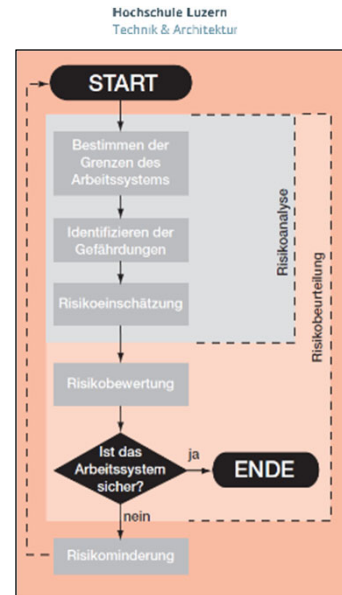 Hochschule Luzern
Technik & Architektur
START
Bestimmen der
Grenzen des
Arbeitssystems
Identifizieren der
Gefährdungen
Risikoeinschätzung
Risikoanalyse
Risikobeurteilung
Risikobewertung
Ist das
Arbeitssystem
sicher?
ja
ENDE
nein
Risikominderung